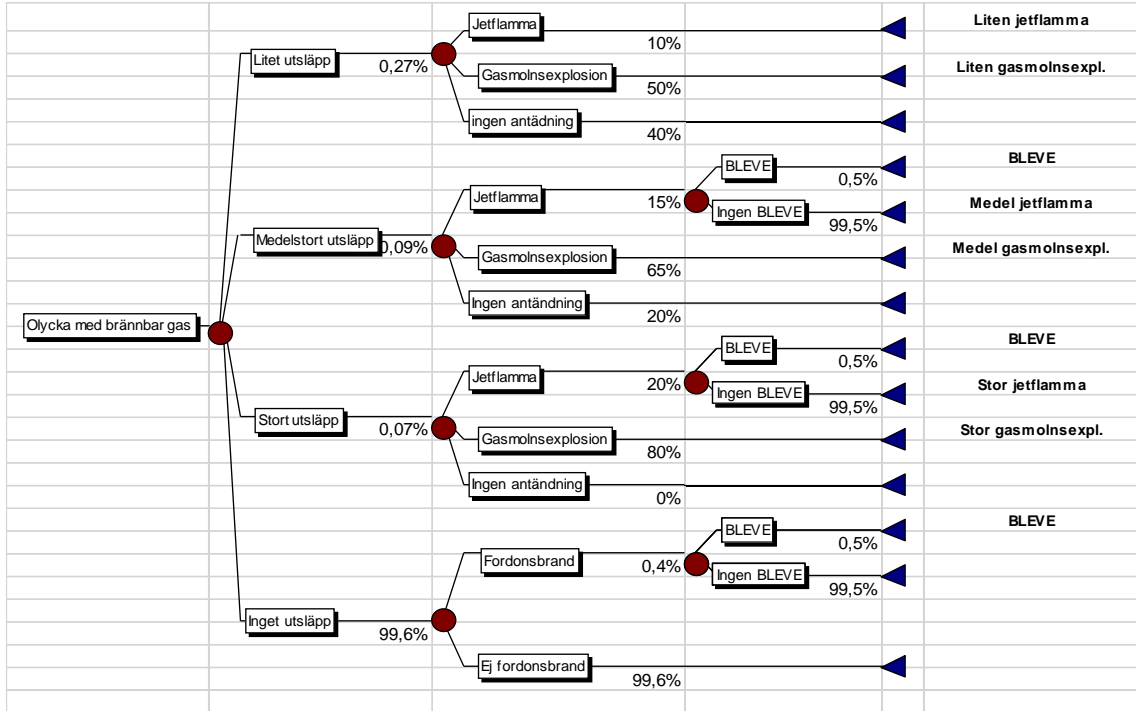 Jetflamma
Liten jetflamma
10%
Litet utsläpp
0,27%
Gasmolnsexplosion
Liten gasmolnsexpl.
50%
ingen antädning
40%
BLEVE
BLEVE
0,5%
Jetflamma
15%
Ingen BLEVE
Medel jetflamma
99,5%
Medelstort utsläpp
0,09%
Gasmolnsexplosion
Medel gasmolnsexpl.
65%
Ingen antändning
20%
Olycka med brännbar gas
BLEVE
BLEVE
0,5%
Jetflamma
20%
Ingen BLEVE
Stor jetflamma
99,5%
Stort utsläpp
0,07%
Gasmolnsexplosion
Stor gasmolnsexpl.
80%
Ingen antändning
0%
BLEVE
BLEVE
0,5%
Fordonsbrand
0,4%
Ingen BLEVE
99,5%
Inget utsläpp
99,6%
Ej fordonsbrand
99,6%